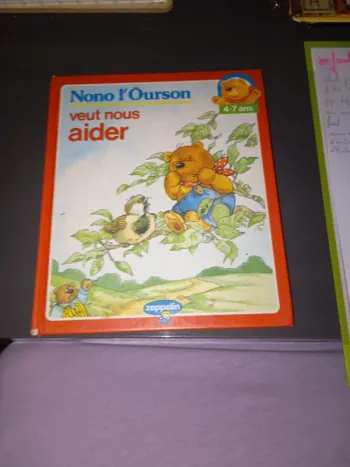 Nono l'Ourson
4-7 ans
veut nous
aider
zeppelin